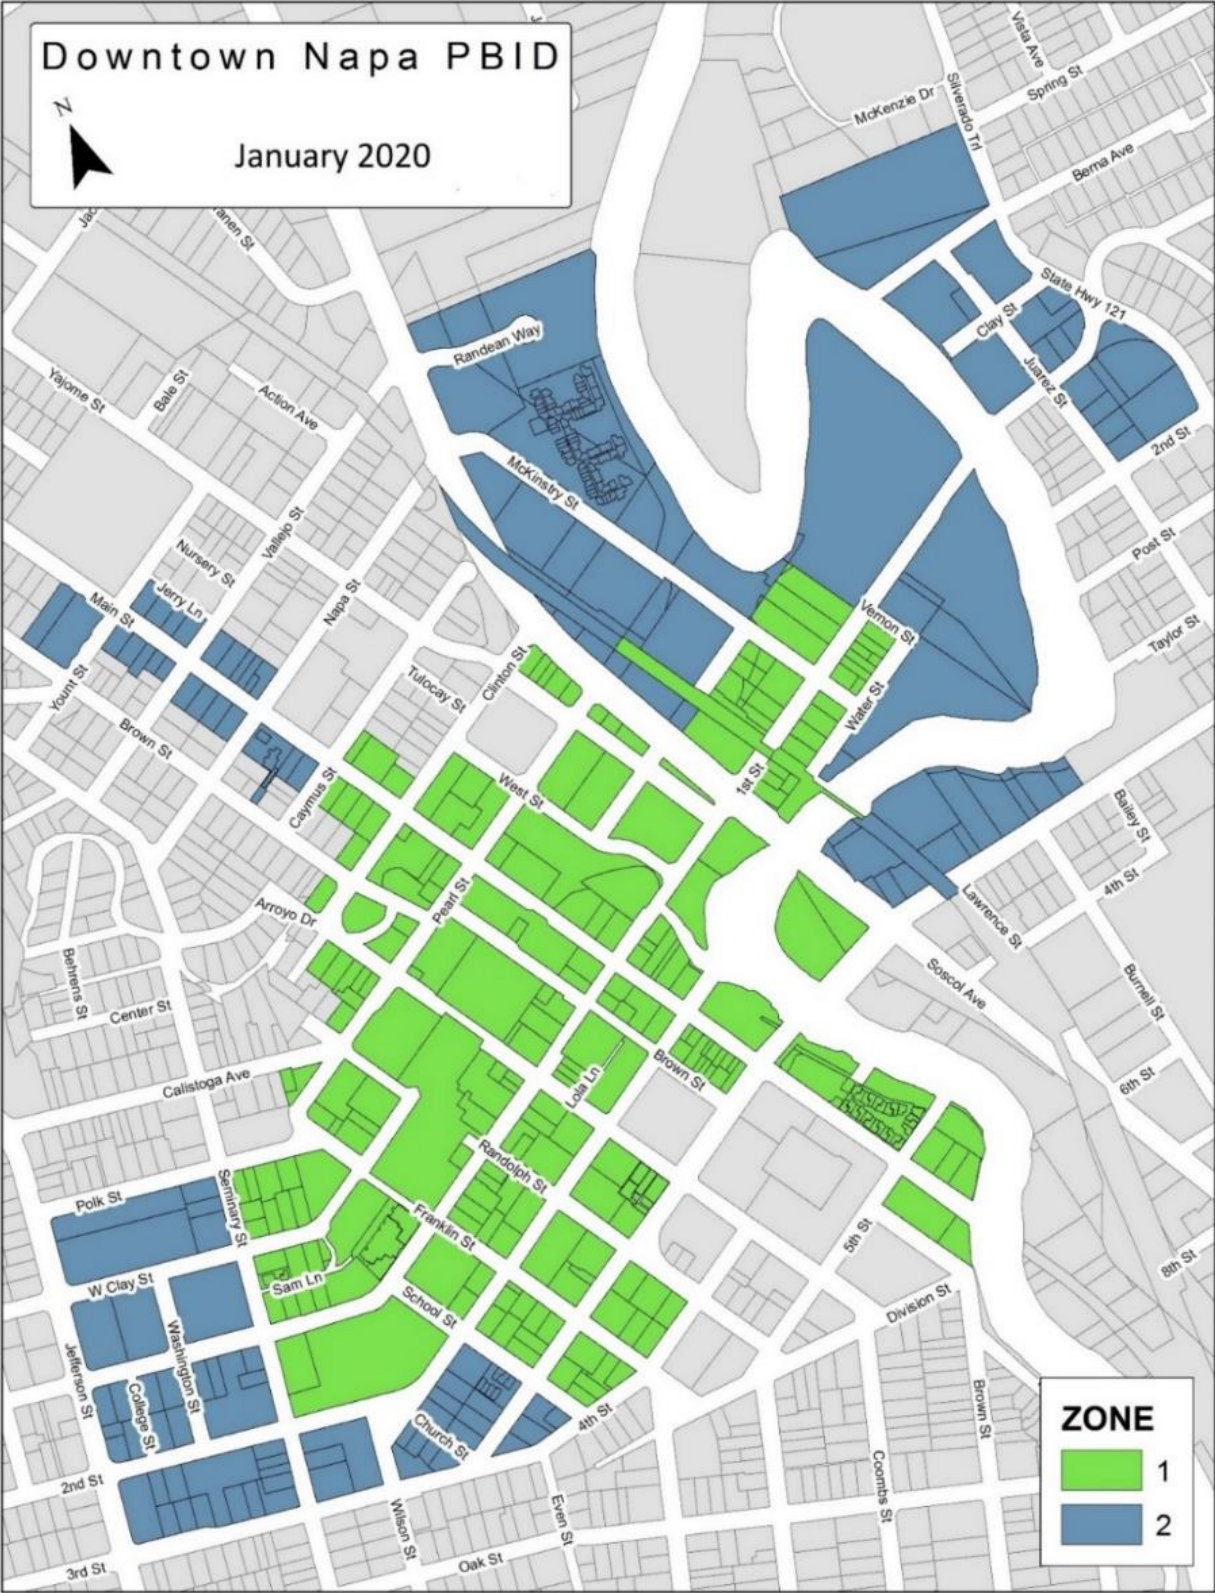 Downtown Napa PBID
N
January 2020
Vista Ave
Spring St
McKenzie Dr
Silverado Trl
Berna Ave
State Hwy 121
Clay St
Juarez St
2nd St
Randean Way
Yajome St
Bale St
Action Ave
McKinstry St
Vallejo St
Nursery St
Jerry Ln
Main St
Napa St
Post St
Vernon St
Taylor St
Clinton St
Tulocay St
Yount St
Water St
Brown St
1st St
West St
Caymus St
Bailey St
4th St
Pearl St
Arroyo Dr
Lawrence St
Behrens St
Soscol Ave
Burnell St
Center St
Brown St
Calistoga Ave
Lola Ln
6th St
Randolph St
Polk St
Seminary St
Franklin St
5th St
8th St
W Clay St
Sam Ln
School St
Division St
Washington St
Jefferson St
College St
Church St
4th St
Brown St
2nd St
Coombs St
Wilson St
Even St
Oak St
3rd St
ZONE
1
2